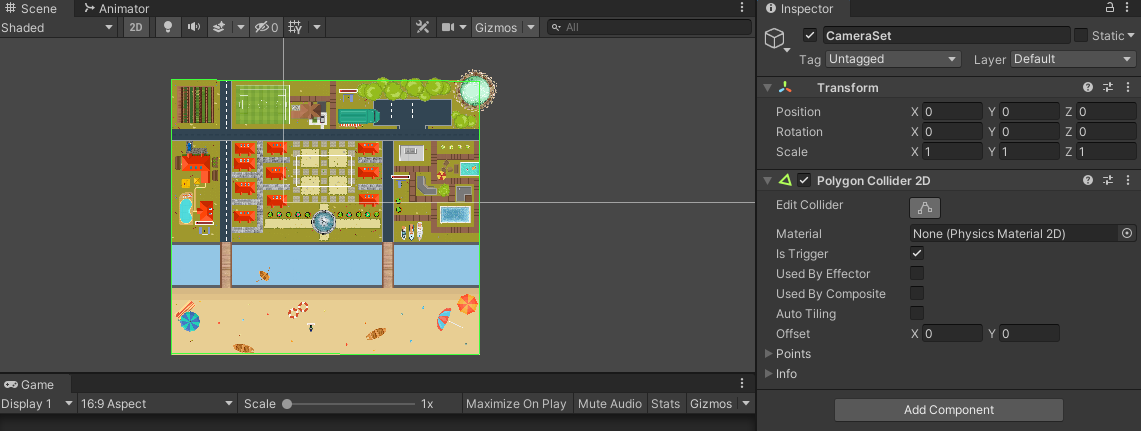 Scene Animator
Shaded 2D 0 Gizmos All
Game
Display 1 16:9 Aspect Scale 1x Maximize On Play Mute Audio Stats Gizmos
Inspector
CameraSet Static
Tag Untagged Layer Default
Transform
Position X 0 Y 0 Z 0
Rotation X 0 Y 0 Z 0
Scale X 1 Y 1 Z 1
Polygon Collider 2D
Edit Collider
Material None (Physics Material 2D)
Is Trigger
Used By Effector
Used By Composite
Auto Tiling
Offset X 0 Y 0
Points
Info
Add Component